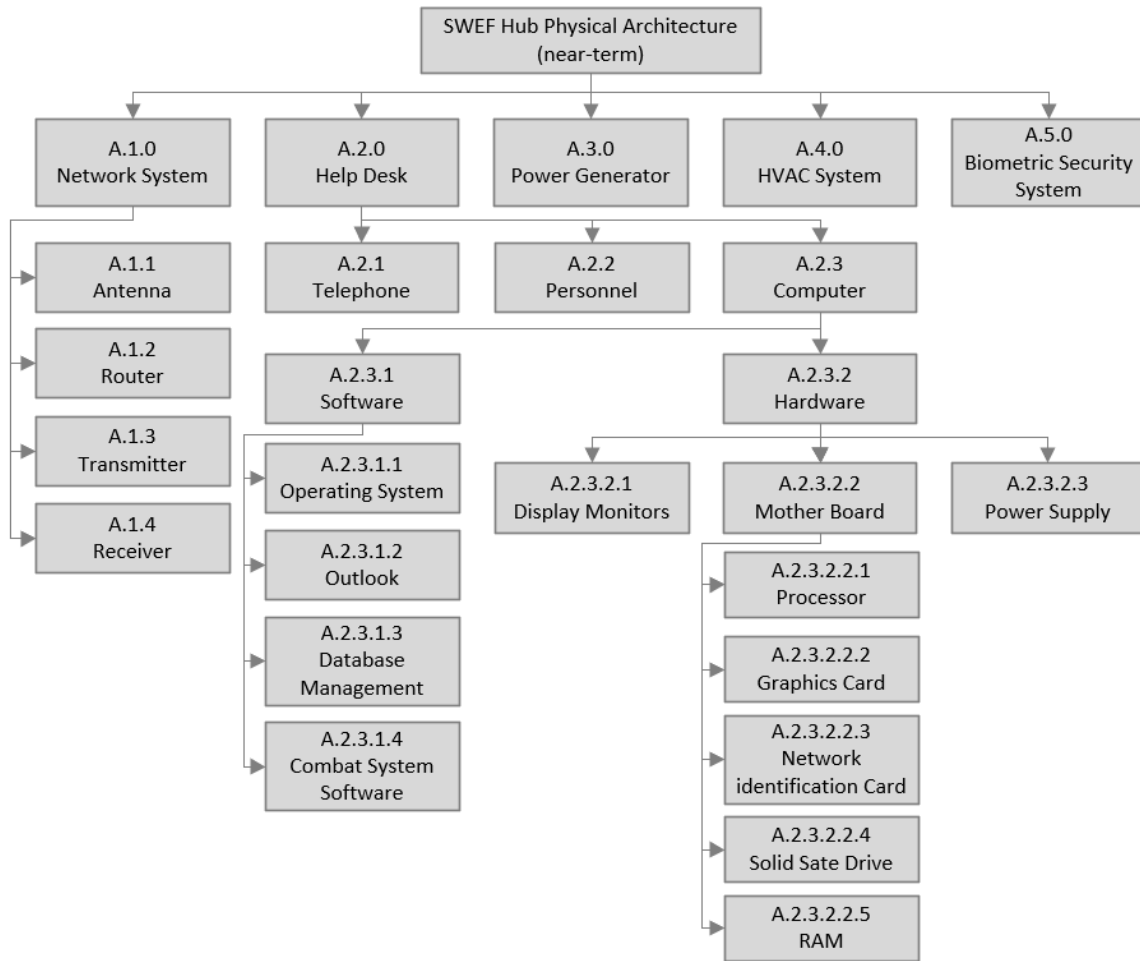 SWEF Hub Physical Architecture
(near-term)
A.1.0
Network System
A.2.0
Help Desk
A.3.0
Power Generator
A.4.0
HVAC System
A.5.0
Biometric Security
System
A.1.1
Antenna
A.1.2
Router
A.1.3
Transmitter
A.1.4
Receiver
A.2.1
Telephone
A.2.2
Personnel
A.2.3
Computer
A.2.3.1
Software
A.2.3.2
Hardware
A.2.3.1.1
Operating System
A.2.3.1.2
Outlook
A.2.3.1.3
Database
Management
A.2.3.1.4
Combat System
Software
A.2.3.2.1
Display Monitors
A.2.3.2.2
Mother Board
A.2.3.2.3
Power Supply
A.2.3.2.2.1
Processor
A.2.3.2.2.2
Graphics Card
A.2.3.2.2.3
Network
identification Card
A.2.3.2.2.4
Solid Sate Drive
A.2.3.2.2.5
RAM